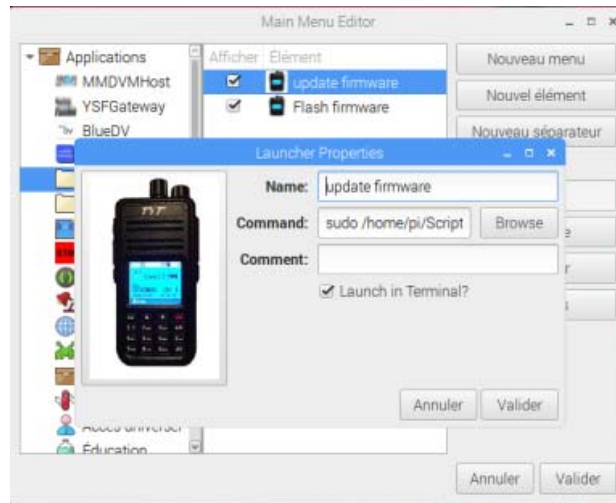 Main Menu Editor
Applications
MMDVMHost
YSFGateway
BlueDV
Afficher Élément
update firmware
Flash firmware
Nouveau menu
Nouvel élément
Nouveau séparateur
Launcher Properties
Name: update firmware
Command: sudo /home/pi/Script Browse
Comment:
Launch in Terminal?
Annuler Valider
Éducation
Annuler Valider